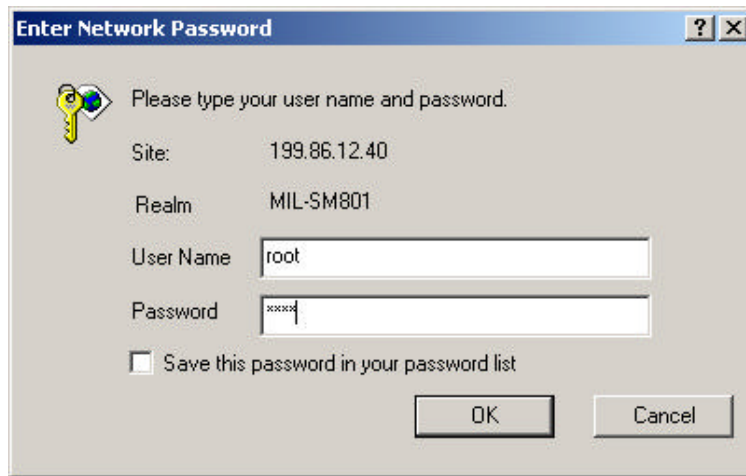 Enter Network Password
Please type your user name and password.
Site: 199.86.12.40
Realm MIL-SM801
User Name root
Password ****
Save this password in your password list
OK Cancel